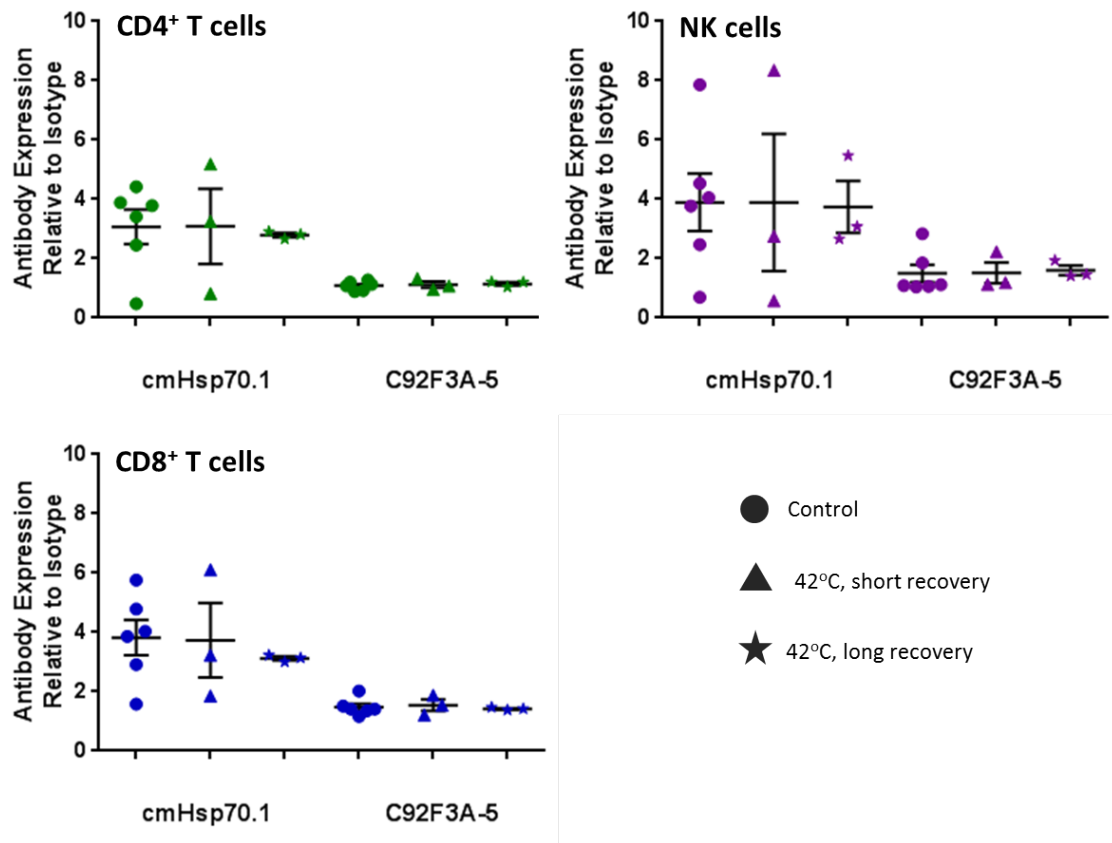 CD4⁺ T cells
Antibody Expression
Relative to Isotype
10
8
6
4
2
0
cmHsp70.1 C92F3A-5
NK cells
Antibody Expression
Relative to Isotype
10
8
6
4
2
0
cmHsp70.1 C92F3A-5
CD8⁺ T cells
Antibody Expression
Relative to Isotype
10
8
6
4
2
0
cmHsp70.1 C92F3A-5
Control
42°C, short recovery
42°C, long recovery